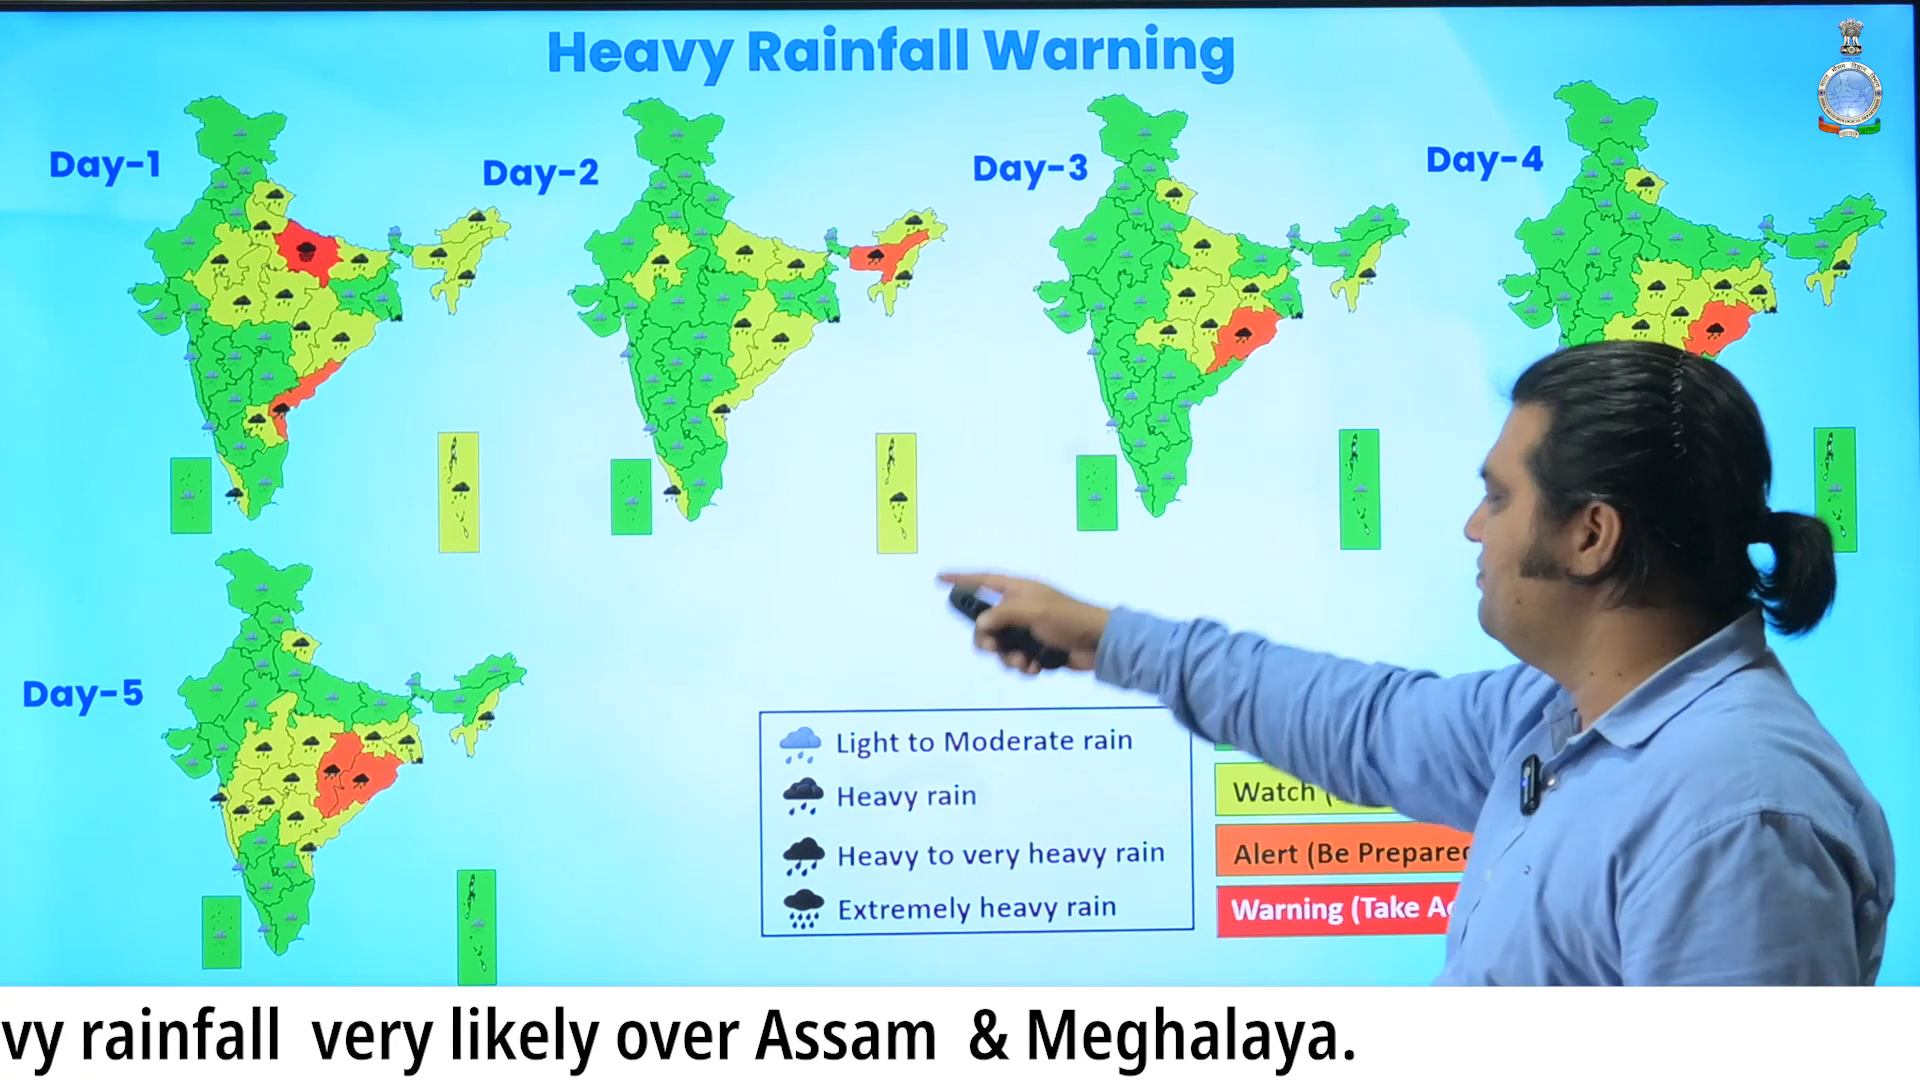 Heavy Rainfall Warning
Day-1
Day-2
Day-3
Day-4
Day-5
Light to Moderate rain
Heavy rain
Heavy to very heavy rain
Extremely heavy rain
Watch (
Alert (Be Prepared
Warning (Take Ac
vy rainfall very likely over Assam & Meghalaya.